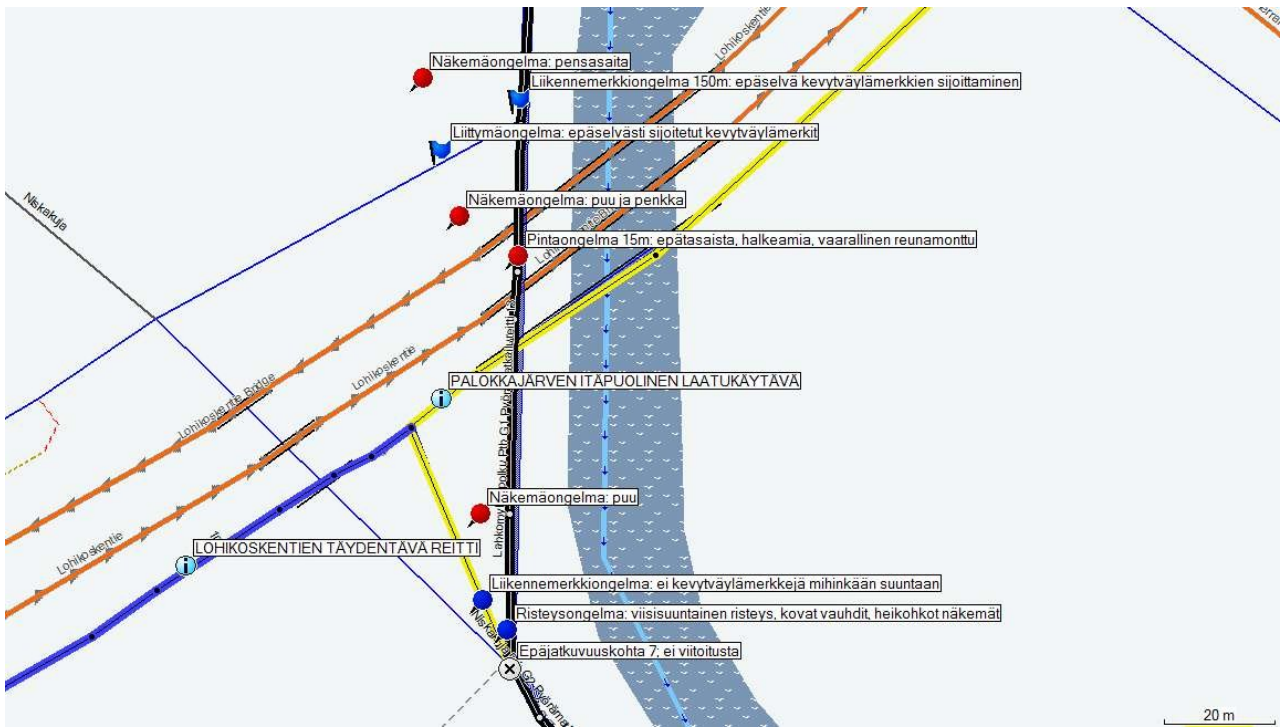 Lohikoskentie
Näkemäongelma: pensasaita
Liikennemerkkiongelma 150m: epäselvä kevytväylämerkkien sijoittaminen
Liittymäongelma: epäselvästi sijoitetut kevytväylämerkit
Niskakuja
Näkemäongelma: puu ja penkka
Pintaongelma 15m: epätasaista, halkeamia, vaarallinen reunamonttu
Lohikoskentie
Lohikoskentie Bridge
PALOKKAJÄRVEN ITÄPUOLINEN LAATUKÄYTÄVÄ
Näkemäongelma: puu
LOHIKOSKENTIEN TÄYDENTÄVÄ REITTI
Lohikoskentie
Liikennemerkkiongelma: ei kevytväylämerkkejä mihinkään suuntaan
Risteysongelma: viisisuuntainen risteys, kovat vauhdit, heikohkot näkemät
Epäjatkuvuuskohta 7; ei viitoitusta
20 m